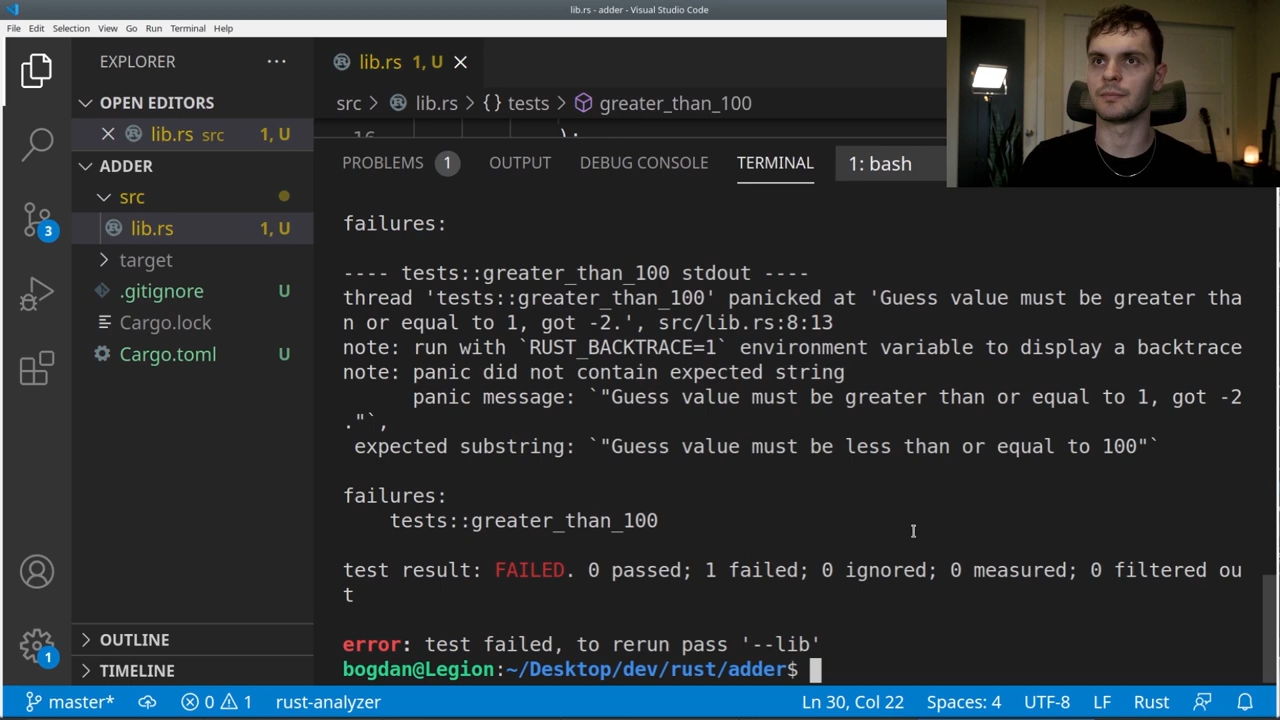 lib.rs - adder - Visual Studio Code
File Edit Selection View Go Run Terminal Help
EXPLORER
lib.rs 1, U
OPEN EDITORS
src > lib.rs > {} tests > greater_than_100
lib.rs src 1, U
16 );
ADDER
PROBLEMS 1 OUTPUT DEBUG CONSOLE TERMINAL 1: bash
src
lib.rs 1, U
target
.gitignore U
Cargo.lock
Cargo.toml U
3
failures:
---- tests::greater_than_100 stdout ----
thread 'tests::greater_than_100' panicked at 'Guess value must be greater tha
n or equal to 1, got -2.', src/lib.rs:8:13
note: run with `RUST_BACKTRACE=1` environment variable to display a backtrace
note: panic did not contain expected string
panic message: `"Guess value must be greater than or equal to 1, got -2
."`,
expected substring: `"Guess value must be less than or equal to 100"`
failures:
tests::greater_than_100
test result: FAILED. 0 passed; 1 failed; 0 ignored; 0 measured; 0 filtered ou
t
error: test failed, to rerun pass '--lib'
bogdan@Legion:~/Desktop/dev/rust/adder$
OUTLINE
TIMELINE
1
master* 0 1 rust-analyzer Ln 30, Col 22 Spaces: 4 UTF-8 LF Rust